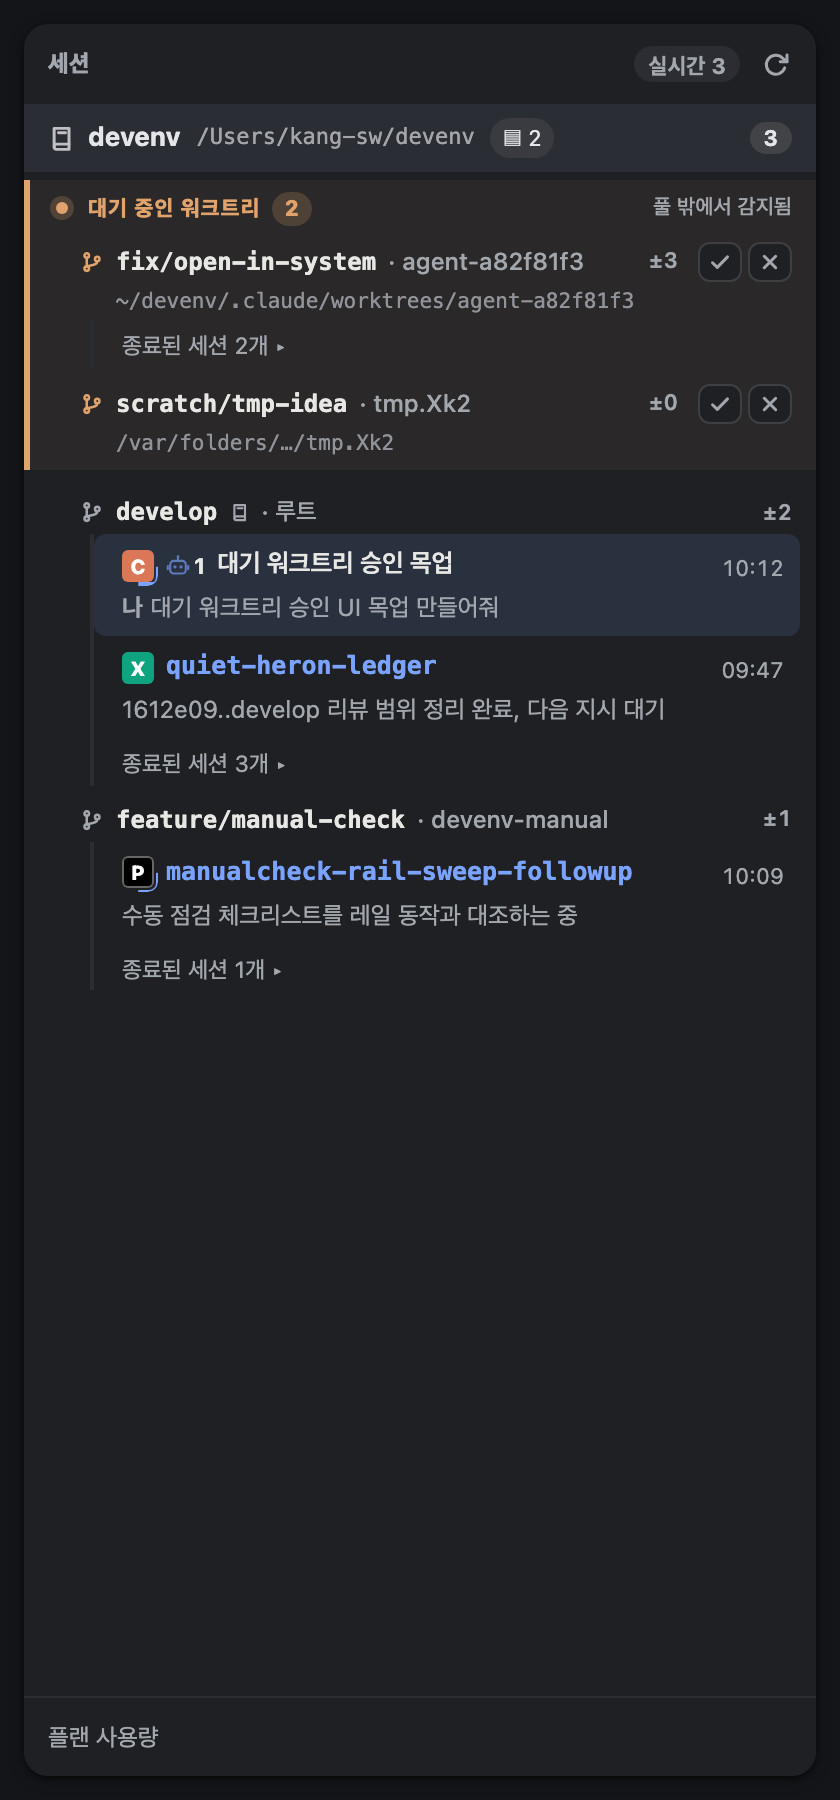 세션 실시간 3
devenv /Users/kang-sw/devenv 2 3
대기 중인 워크트리 2 풀 밖에서 감지됨
fix/open-in-system · agent-a82f81f3 ±3
~/devenv/.claude/worktrees/agent-a82f81f3
종료된 세션 2개 ▸
scratch/tmp-idea · tmp.Xk2 ±0
/var/folders/…/tmp.Xk2
develop · 루트 ±2
C 1 대기 워크트리 승인 목업 10:12
나 대기 워크트리 승인 UI 목업 만들어줘
X quiet-heron-ledger 09:47
1612e09..develop 리뷰 범위 정리 완료, 다음 지시 대기
종료된 세션 3개 ▸
feature/manual-check · devenv-manual ±1
P manualcheck-rail-sweep-followup 10:09
수동 점검 체크리스트를 레일 동작과 대조하는 중
종료된 세션 1개 ▸
플랜 사용량